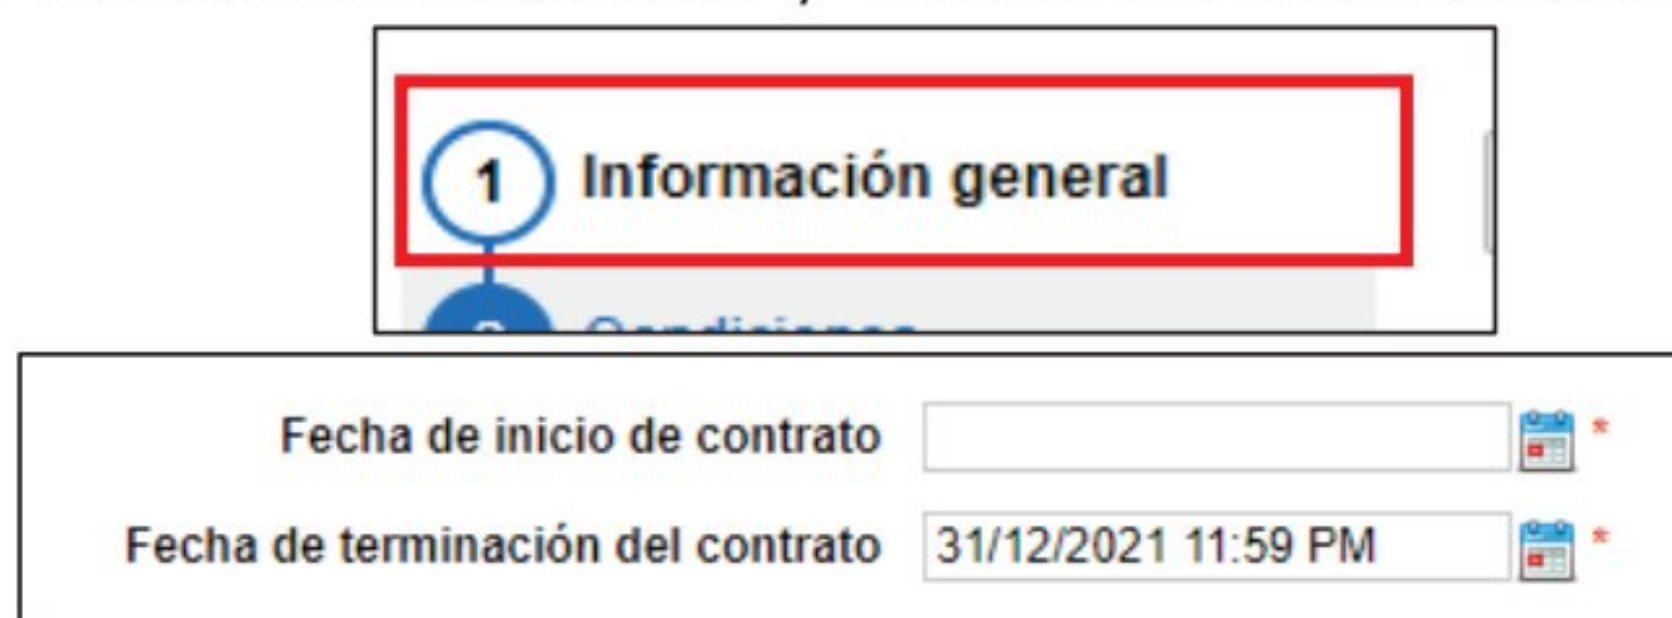 1 Información general
Condiciones
Fecha de inicio de contrato *
Fecha de terminación del contrato 31/12/2021 11:59 PM *